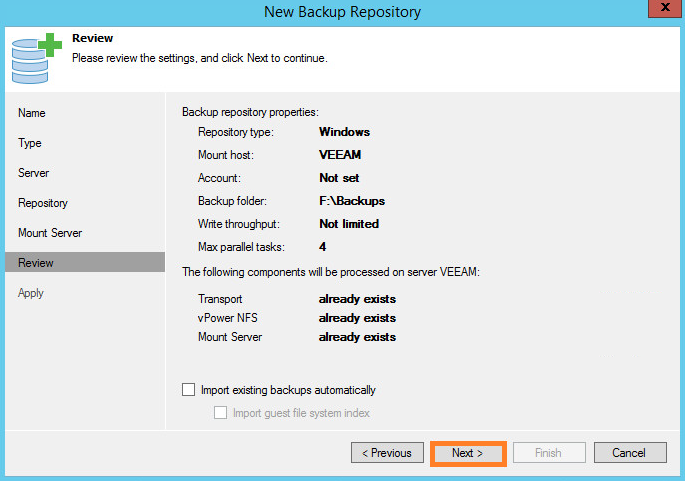 New Backup Repository
x
Review
Please review the settings, and click Next to continue.
Name
Type
Server
Repository
Mount Server
Review
Apply
Backup repository properties:
Repository type: Windows
Mount host: VEEAM
Account: Not set
Backup folder: F:\Backups
Write throughput: Not limited
Max parallel tasks: 4
The following components will be processed on server VEEAM:
Transport already exists
vPower NFS already exists
Mount Server already exists
Import existing backups automatically
Import guest file system index
< Previous Next > Finish Cancel